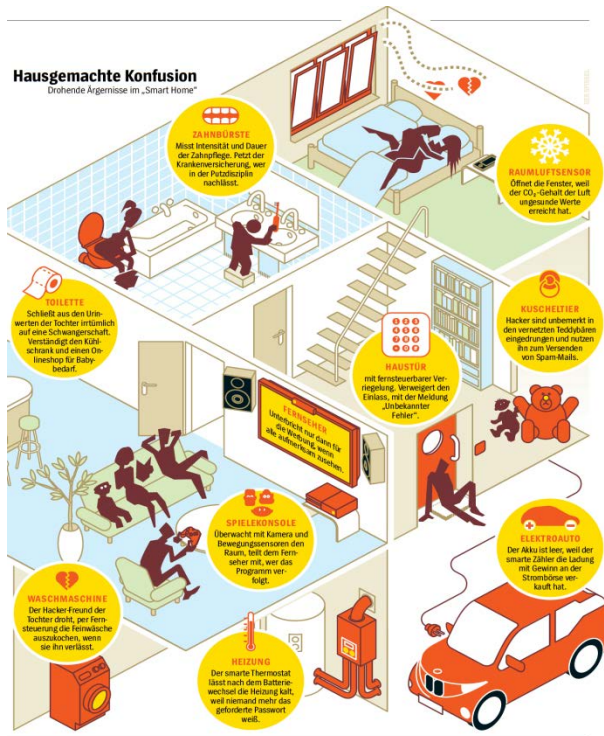 Hausgemachte Konfusion
Drohende Ärgernisse im „Smart Home“
ZAHNBÜRSTE
Misst Intensität und Dauer
der Zahnpflege. Petzt der
Krankenversicherung, wer
in der Putzdisziplin
nachlässt.
RAUMLUFTSENSOR
Öffnet die Fenster, weil
der CO₂-Gehalt der Luft
ungesunde Werte
erreicht hat.
TOILETTE
Schließt aus den Urin-
werten der Tochter irrtümlich
auf eine Schwangerschaft.
Verständigt den Kühl-
schrank und einen On-
lineshop für Baby-
bedarf.
KUSCHELTIER
Hacker sind unbemerkt in
den vernetzten Teddybären
eingedrungen und nutzen
ihn zum Versenden
von Spam-Mails.
HAUSTÜR
mit fernsteuerbarer Ver-
riegelung. Verweigert den
Einlass, mit der Meldung
„Unbekannter
Fehler“.
FERNSEHER
Unterbricht nur dann für
die Werbung, wenn
alle aufmerksam zusehen.
SPIELEKONSOLE
Überwacht mit Kamera und
Bewegungssensoren den
Raum, teilt dem Fern-
seher mit, wer das
Programm ver-
folgt.
ELEKTROAUTO
Der Akku ist leer, weil der
smarte Zähler die Ladung
mit Gewinn an der
Strombörse ver-
kauft hat.
WASCHMASCHINE
Der Hacker-Freund der
Tochter droht, per Fern-
steuerung die Feinwäsche
auszukochen, wenn
sie ihn verlässt.
HEIZUNG
Der smarte Thermostat
lässt nach dem Batterie-
wechsel die Heizung kalt,
weil niemand mehr das
geforderte Passwort
weiß.